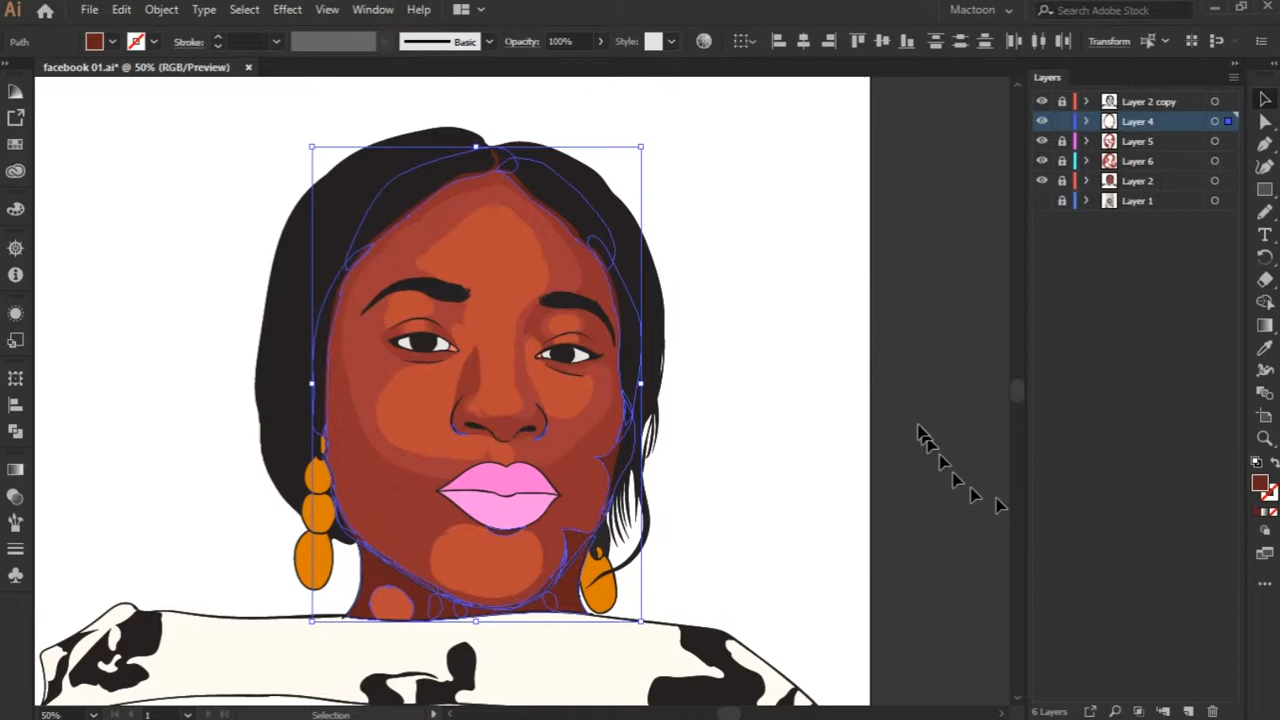 Ai File Edit Object Type Select Effect View Window Help Mactoon Search Adobe Stock
Path Stroke: Basic Opacity: 100% Style: Transform
facebook 01.ai* @ 50% (RGB/Preview) ×
Layers
Layer 2 copy
Layer 4
Layer 5
Layer 6
Layer 2
Layer 1
50% 1 Selection 6 Layers